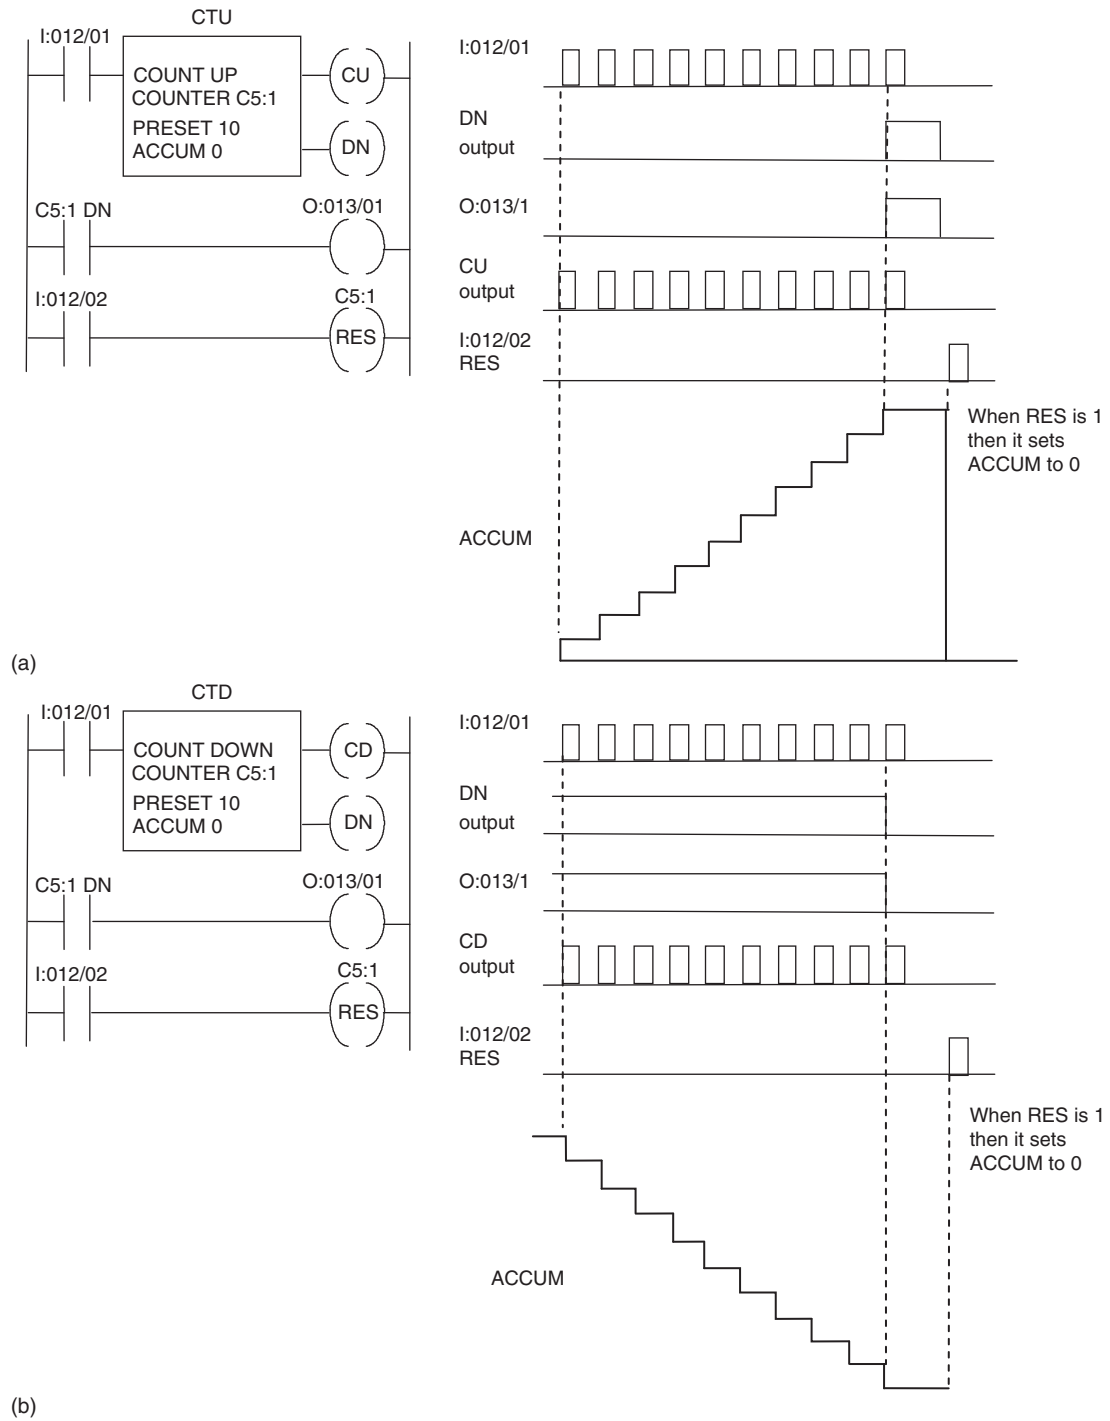 CTU
I:012/01
COUNT UP
COUNTER C5:1
PRESET 10
ACCUM 0
CU
DN
C5:1 DN
O:013/01
I:012/02
C5:1
RES
I:012/01
DN
output
O:013/1
CU
output
I:012/02
RES
When RES is 1
then it sets
ACCUM to 0
ACCUM
(a)
CTD
I:012/01
COUNT DOWN
COUNTER C5:1
PRESET 10
ACCUM 0
CD
DN
C5:1 DN
O:013/01
I:012/02
C5:1
RES
I:012/01
DN
output
O:013/1
CD
output
I:012/02
RES
When RES is 1
then it sets
ACCUM to 0
ACCUM
(b)